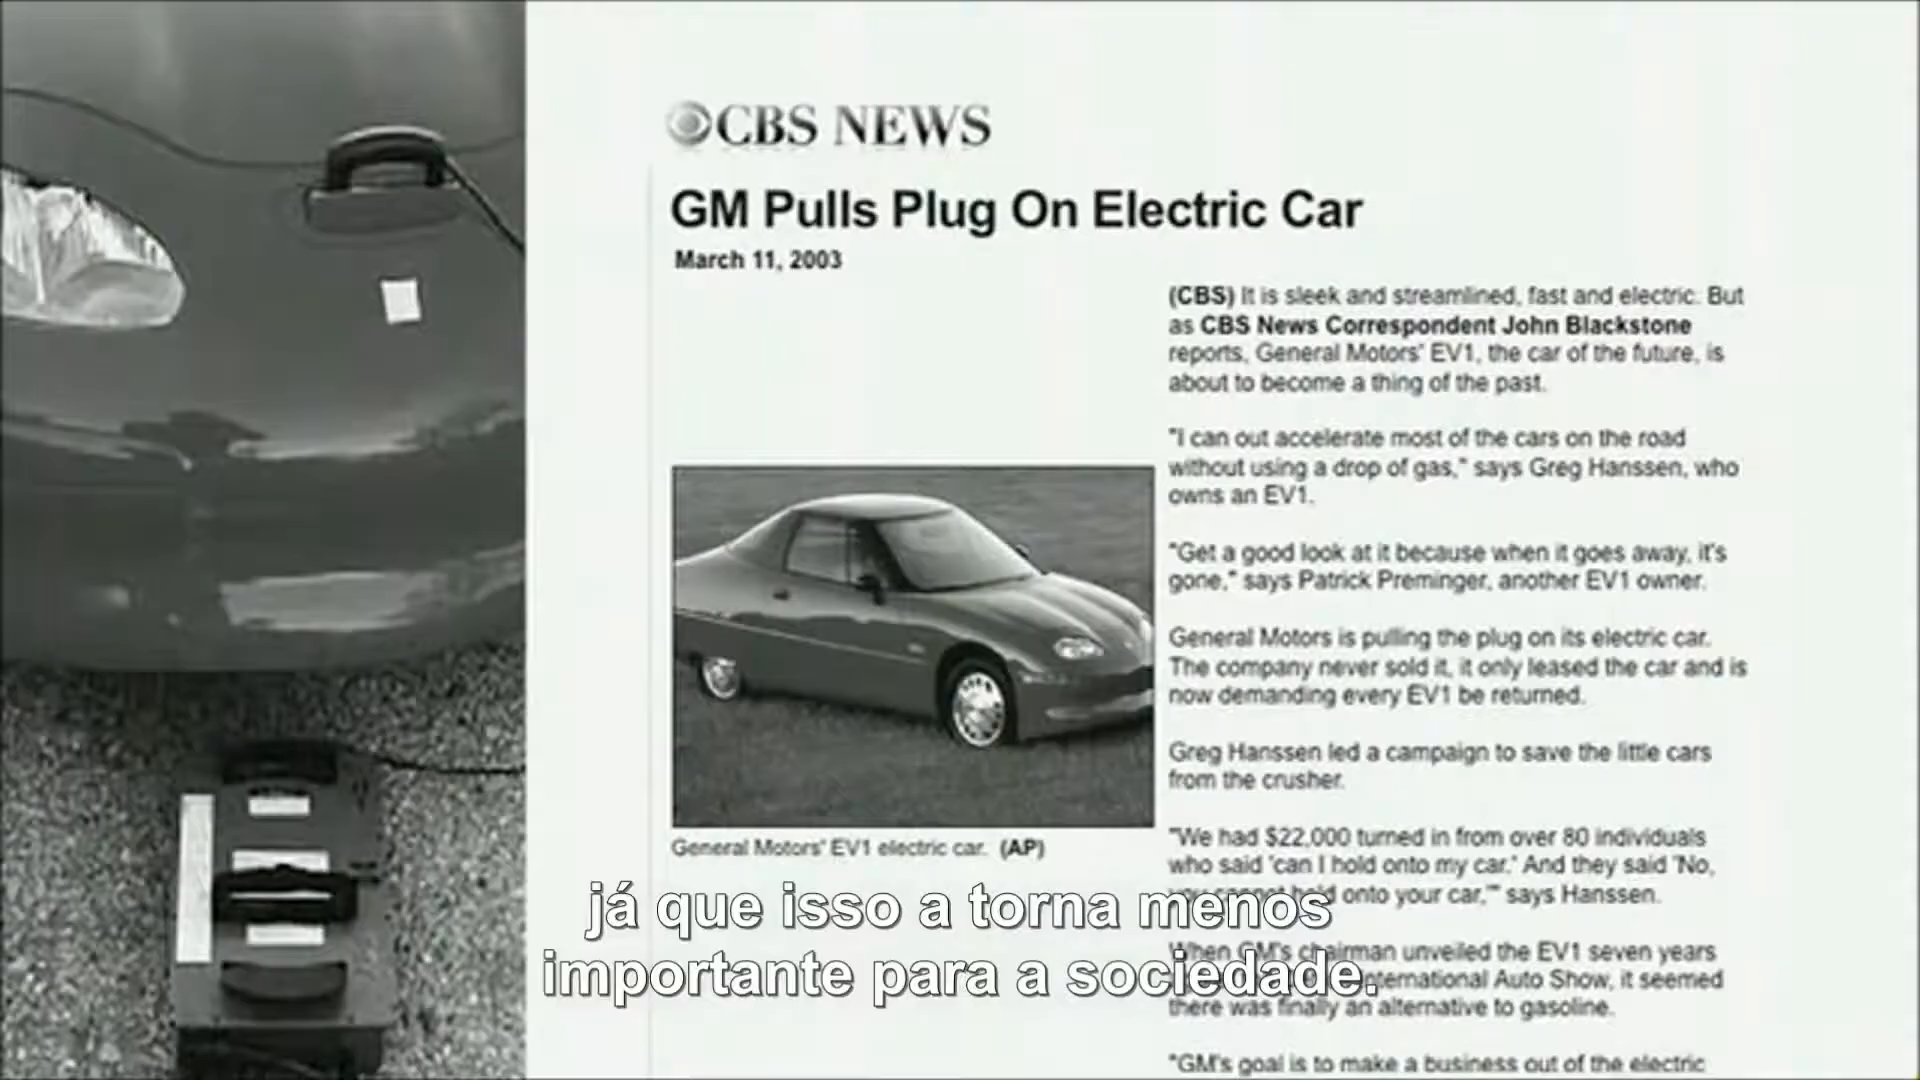 CBS NEWS
GM Pulls Plug On Electric Car
March 11, 2003
(CBS) It is sleek and streamlined, fast and electric. But
as CBS News Correspondent John Blackstone
reports, General Motors' EV1, the car of the future, is
about to become a thing of the past.
"I can out accelerate most of the cars on the road
without using a drop of gas," says Greg Hanssen, who
owns an EV1.
"Get a good look at it because when it goes away, it's
gone," says Patrick Preminger, another EV1 owner.
General Motors is pulling the plug on its electric car.
The company never sold it, it only leased the car and is
now demanding every EV1 be returned.
Greg Hanssen led a campaign to save the little cars
from the crusher.
"We had $22,000 turned in from over 80 individuals
who said 'can I hold onto my car.' And they said 'No,
you cannot hold onto your car,'" says Hanssen.
When GM's chairman unveiled the EV1 seven years
International Auto Show, it seemed
there was finally an alternative to gasoline.
"GM's goal is to make a business out of the electric
General Motors' EV1 electric car. (AP)
já que isso a torna menos
importante para a sociedade.